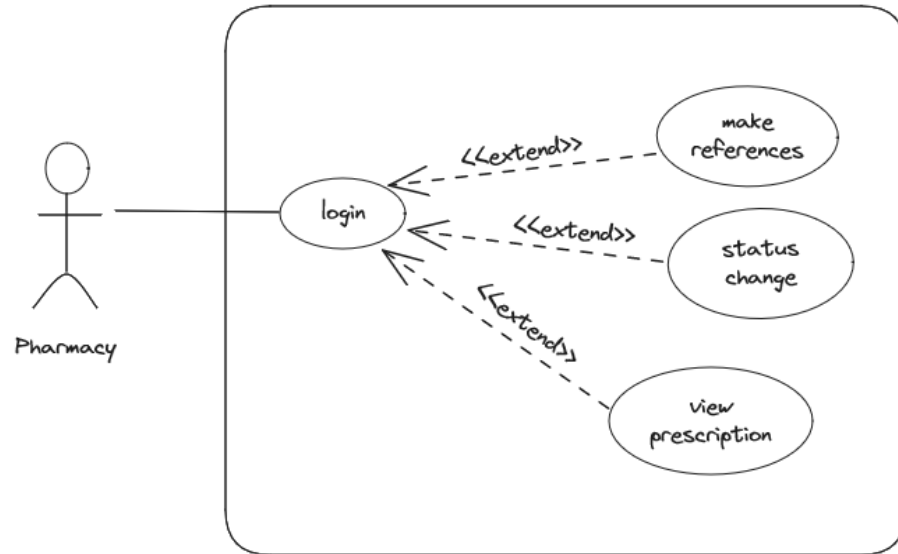 make
references
<<extend>>
login
<<extend>>
status
change
<<extend>>
Pharmacy
view
prescription